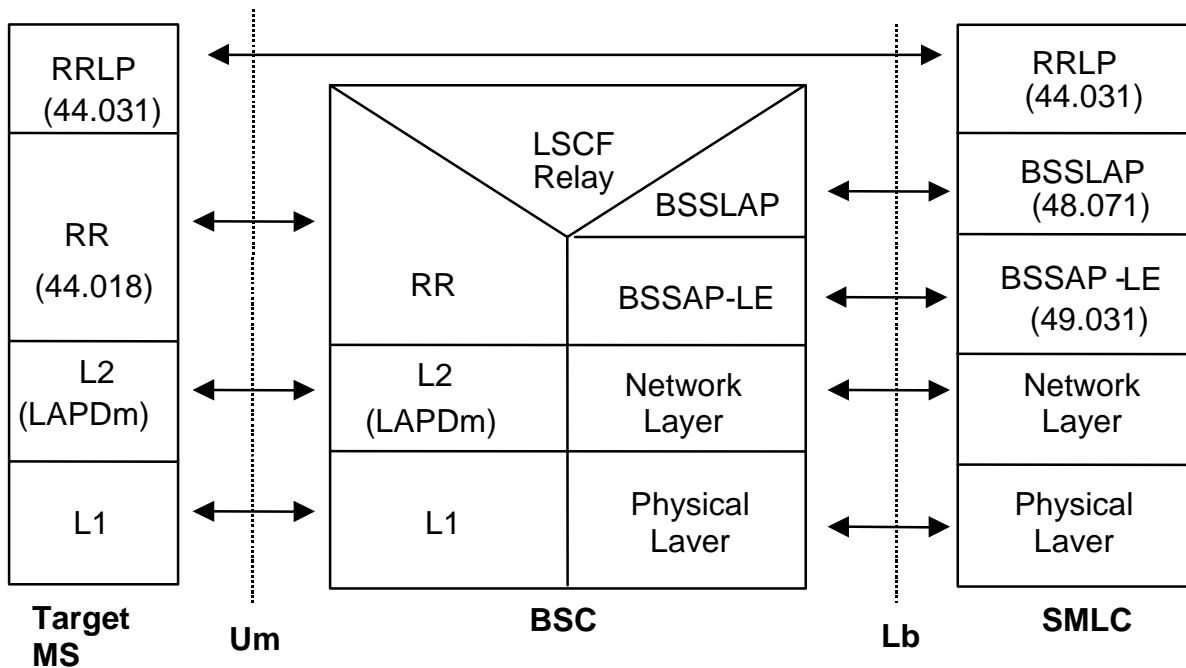 RRLP
(44.031)
RR
(44.018)
L2
(LAPDm)
L1
Target
MS
Um
LSCF
Relay
BSSLAP
RR
BSSAP-LE
L2
(LAPDm)
Network
Layer
L1
Physical
Laver
BSC
Lb
RRLP
(44.031)
BSSLAP
(48.071)
BSSAP-LE
(49.031)
Network
Layer
Physical
Laver
SMLC